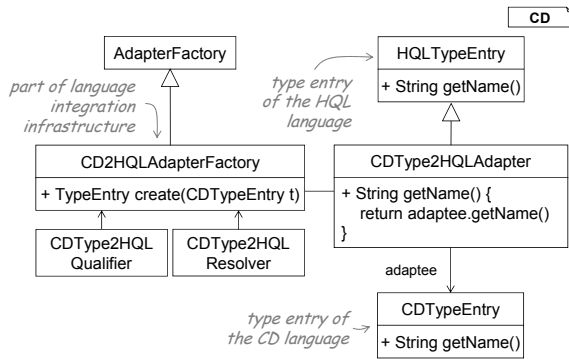 CD
AdapterFactory
HQLTypeEntry
+ String getName()
part of language
integration
infrastructure
type entry
of the HQL
language
CD2HQLAdapterFactory
+ TypeEntry create(CDTypeEntry t)
CDType2HQLAdapter
+ String getName() {
return adaptee.getName()
}
CDType2HQL
Qualifier
CDType2HQL
Resolver
adaptee
type entry of
the CD language
CDTypeEntry
+ String getName()